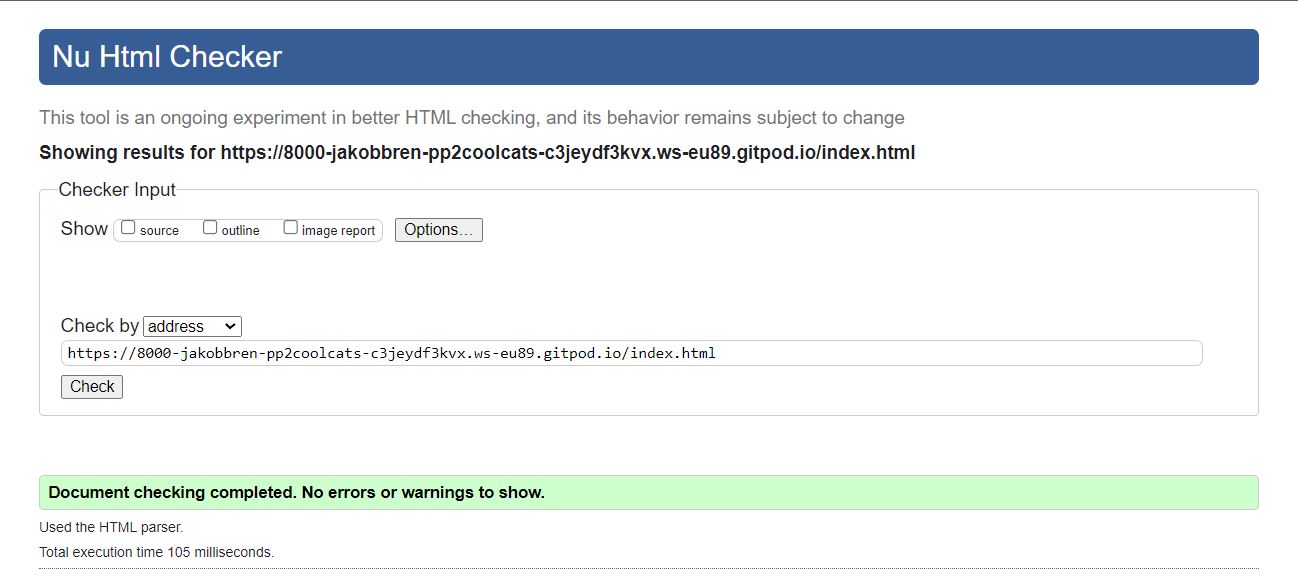 Nu Html Checker
This tool is an ongoing experiment in better HTML checking, and its behavior remains subject to change
Showing results for https://8000-jakobbren-pp2coolcats-c3jeydf3kvx.ws-eu89.gitpod.io/index.html
Checker Input
Show source outline image report Options...
Check by address
https://8000-jakobbren-pp2coolcats-c3jeydf3kvx.ws-eu89.gitpod.io/index.html
Check
Document checking completed. No errors or warnings to show.
Used the HTML parser.
Total execution time 105 milliseconds.